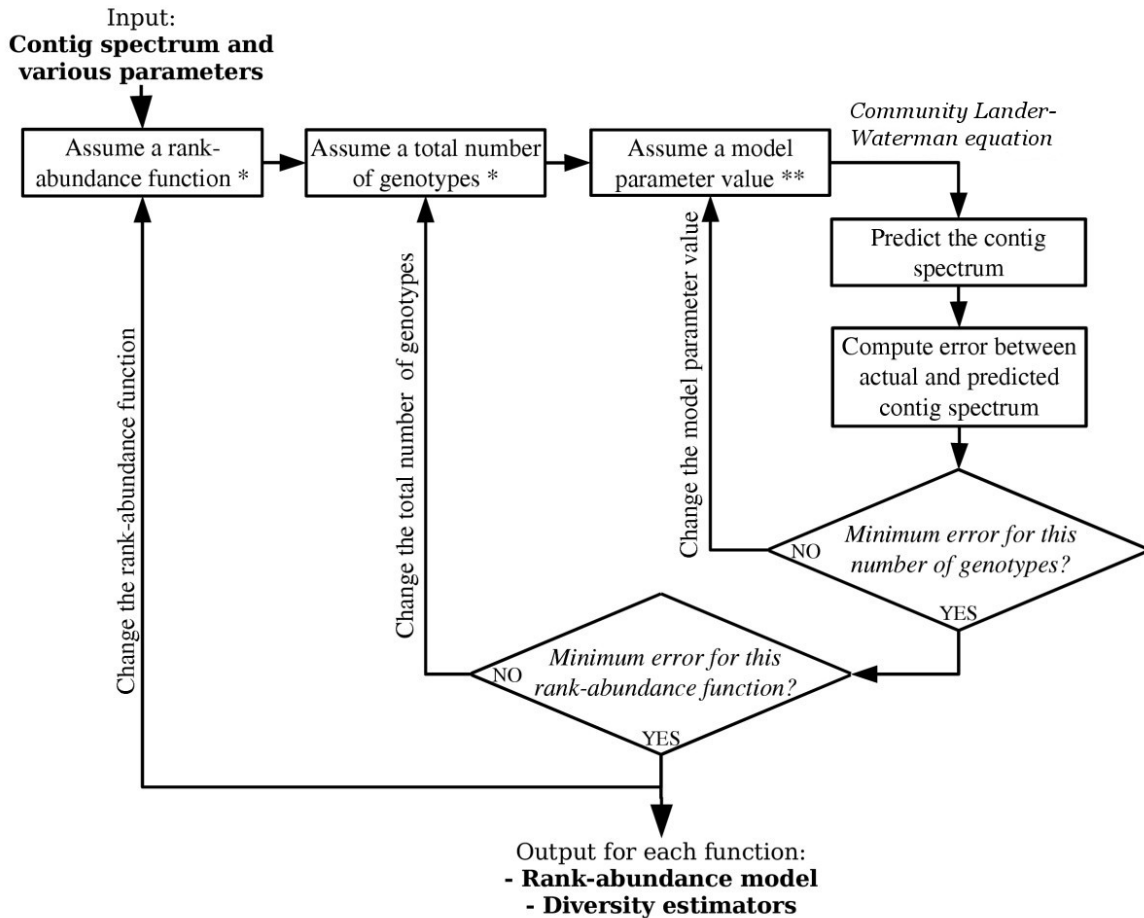 Input:
Contig spectrum and
various parameters
Assume a rank-
abundance function *
Assume a total number
of genotypes *
Assume a model
parameter value **
Community Lander-
Waterman equation
Predict the contig
spectrum
Compute error between
actual and predicted
contig spectrum
Minimum error for this
number of genotypes?
NO
YES
Change the model parameter value
Minimum error for this
rank-abundance function?
NO
YES
Change the total number of genotypes
Change the rank-abundance function
Output for each function:
- Rank-abundance model
- Diversity estimators